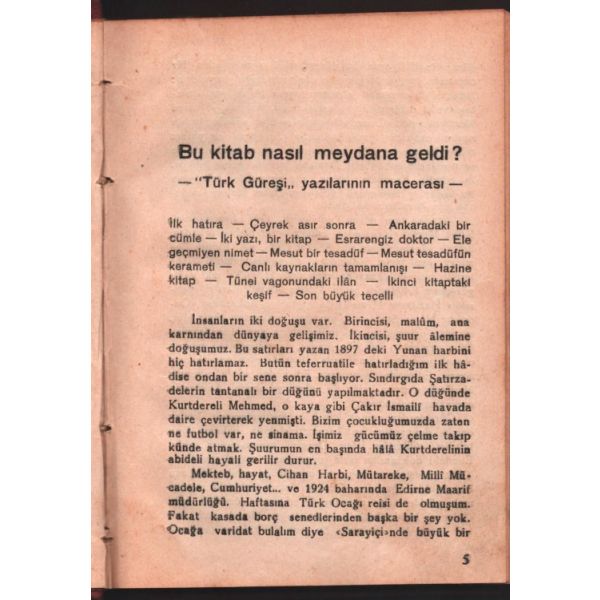 Bu kitab nasıl meydana geldi ?
— "Türk Güreşi„ yazılarının macerası —
İlk hatıra — Çeyrek asır sonra — Ankaradaki bir
cümle — İki yazı, bir kitap — Esrarengiz doktor — Ele
geçmiyen nimet — Mesut bir tesadüf — Mesut tesadüfün
kerameti — Canlı kaynakların tamamlanışı — Hazine
kitap — Tünel vagonundaki ilân — İkinci kitaptaki
keşif — Son büyük tecelli
İnsanların iki doğuşu var. Birincisi, malûm, ana
karnından dünyaya gelişimiz. İkincisi, şuur âlemine
doğuşumuz. Bu satırları yazan 1897 deki Yunan harbini
hiç hatırlamaz. Bütün teferruatile hatırladığım ilk hâ-
dise ondan bir sene sonra başlıyor. Sındırgıda Şatırza-
delerin tantanalı bir düğünü yapılmaktadır. O düğünde
Kurtdereli Mehmed, o kaya gibi Çakır İsmaili havada
daire çevirterek yenmişti. Bizim çocukluğumuzda zaten
ne futbol var, ne sinama. İşimiz gücümüz çelme takıp
künde atmak. Şuurumun en başında hâlâ Kurtderelinin
abideli hayali gerilir durur.
Mekteb, hayat, Cihan Harbi, Mütareke, Millî Mü-
cadele, Cumhuriyet... ve 1924 baharında Edirne Maarif
müdürlüğü. Haftasına Türk Ocağı reisi de olmuşum.
Fakat kasada borç senedlerinden başka bir şey yok.
Ocağa varidat bulalım diye ‹Sarayiçi›nde büyük bir
5